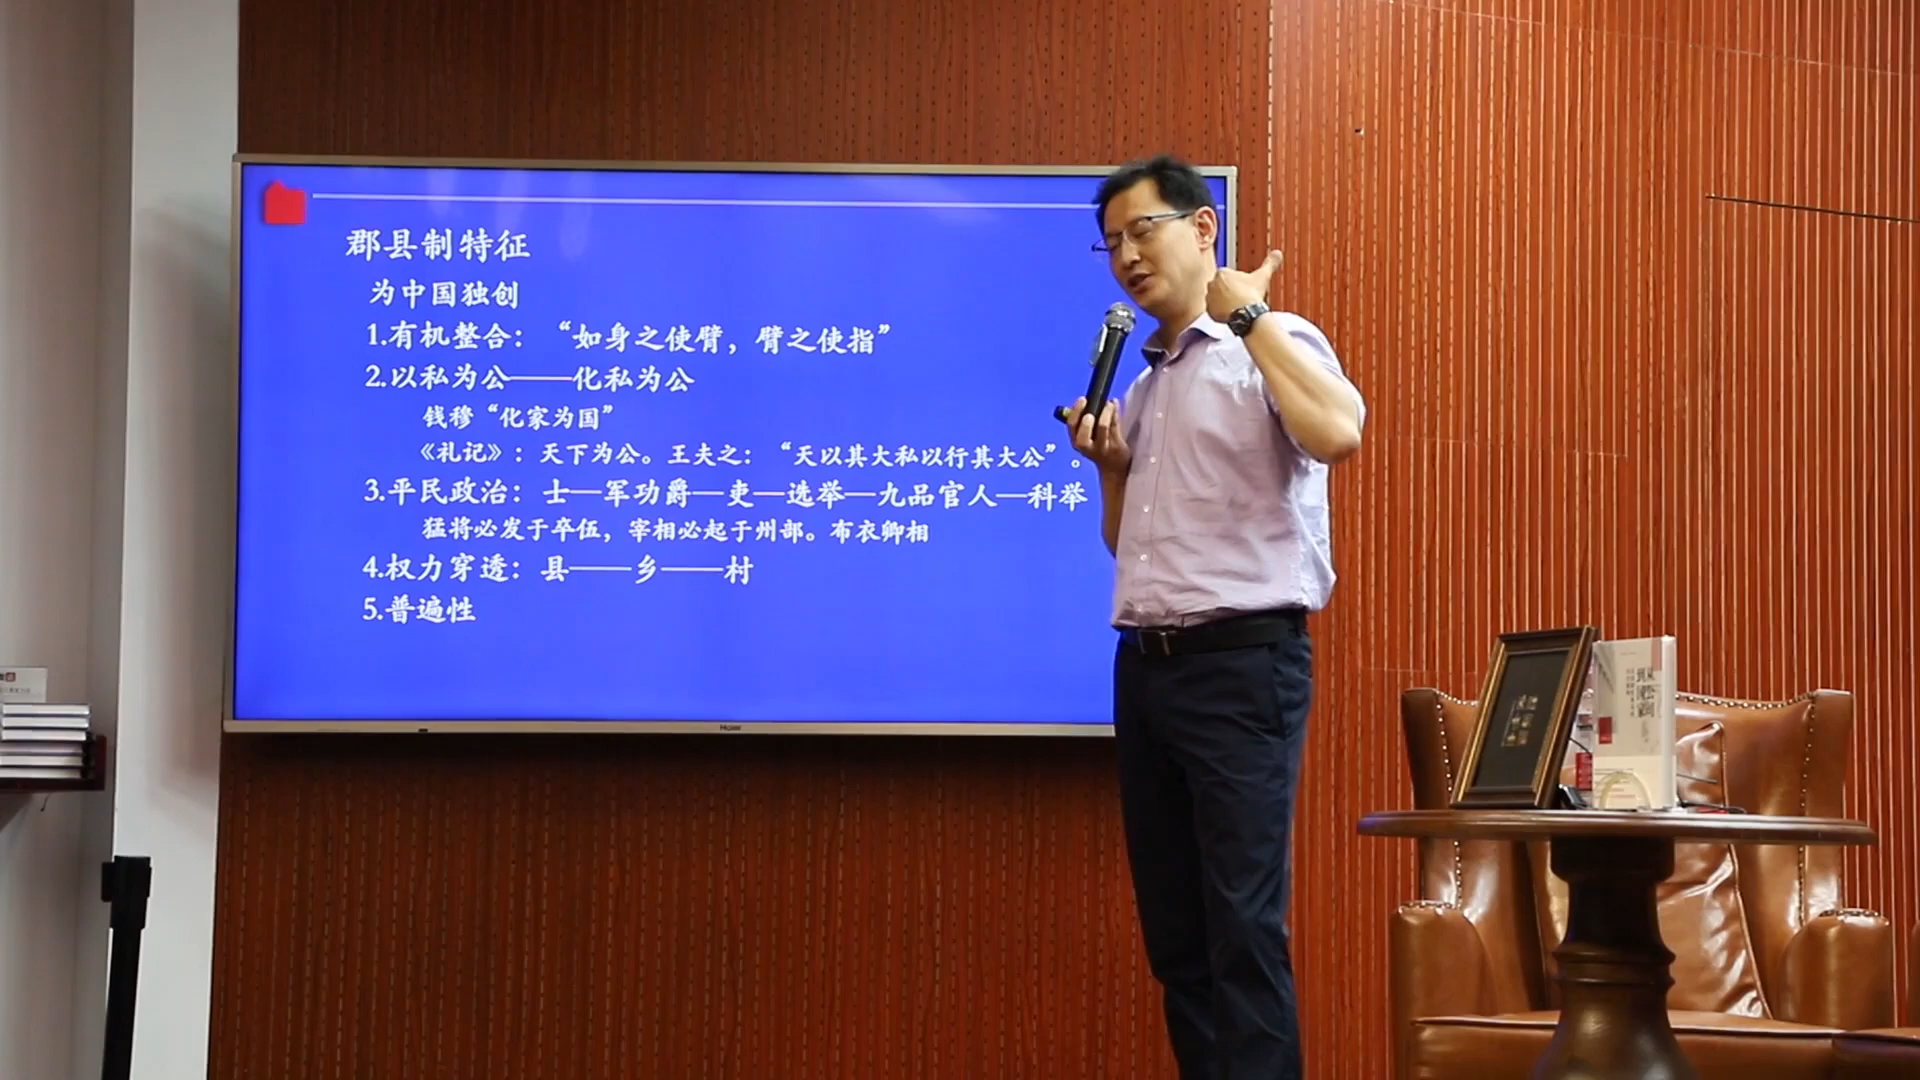 郡县制特征
为中国独创
1.有机整合：“如身之使臂，臂之使指”
2.以私为公——化私为公
钱穆“化家为国”
《礼记》：天下为公。王夫之：“天以其大私以行其大公”。
3.平民政治：士—军功爵—吏—选举—九品官人—科举
猛将必发于卒伍，宰相必起于州部。布衣卿相
4.权力穿透：县——乡——村
5.普遍性
Haier